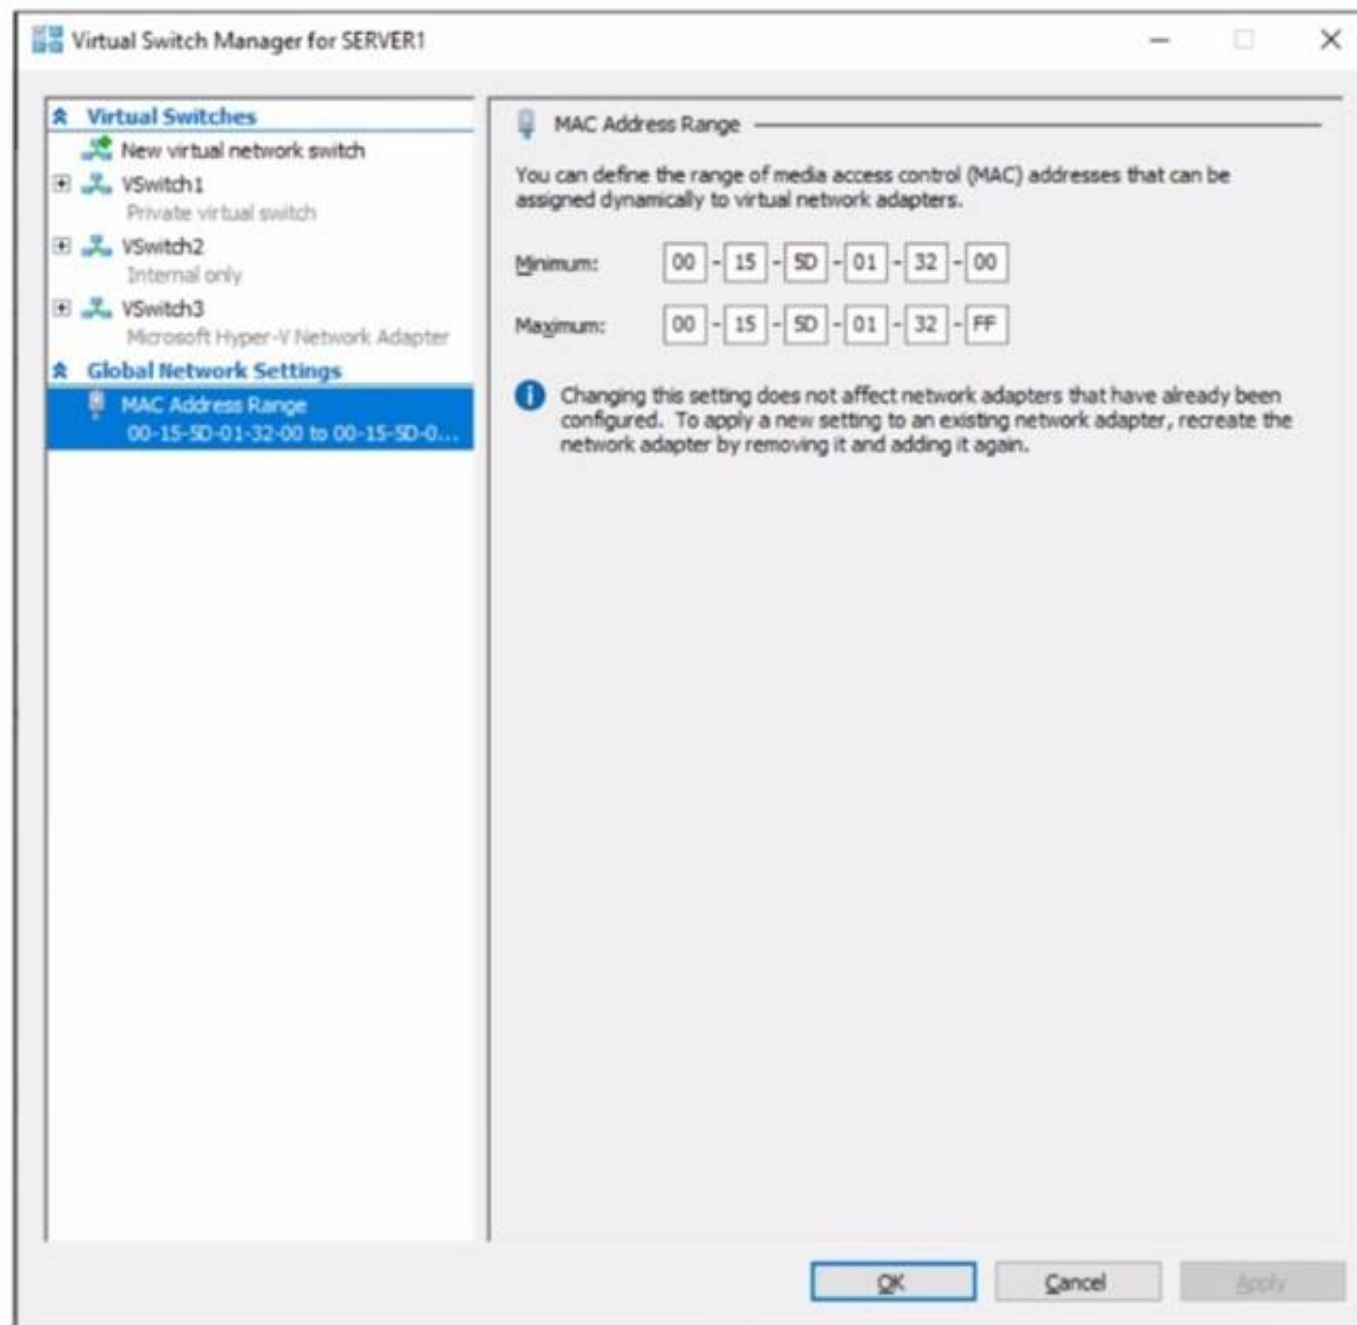 Virtual Switch Manager for SERVER1
Virtual Switches
New virtual network switch
VSwitch1
Private virtual switch
VSwitch2
Internal only
VSwitch3
Microsoft Hyper-V Network Adapter
Global Network Settings
MAC Address Range
00-15-5D-01-32-00 to 00-15-5D-0...
MAC Address Range
You can define the range of media access control (MAC) addresses that can be
assigned dynamically to virtual network adapters.
Minimum: 00 - 15 - 5D - 01 - 32 - 00
Maximum: 00 - 15 - 5D - 01 - 32 - FF
Changing this setting does not affect network adapters that have already been
configured. To apply a new setting to an existing network adapter, recreate the
network adapter by removing it and adding it again.
OK Cancel Apply